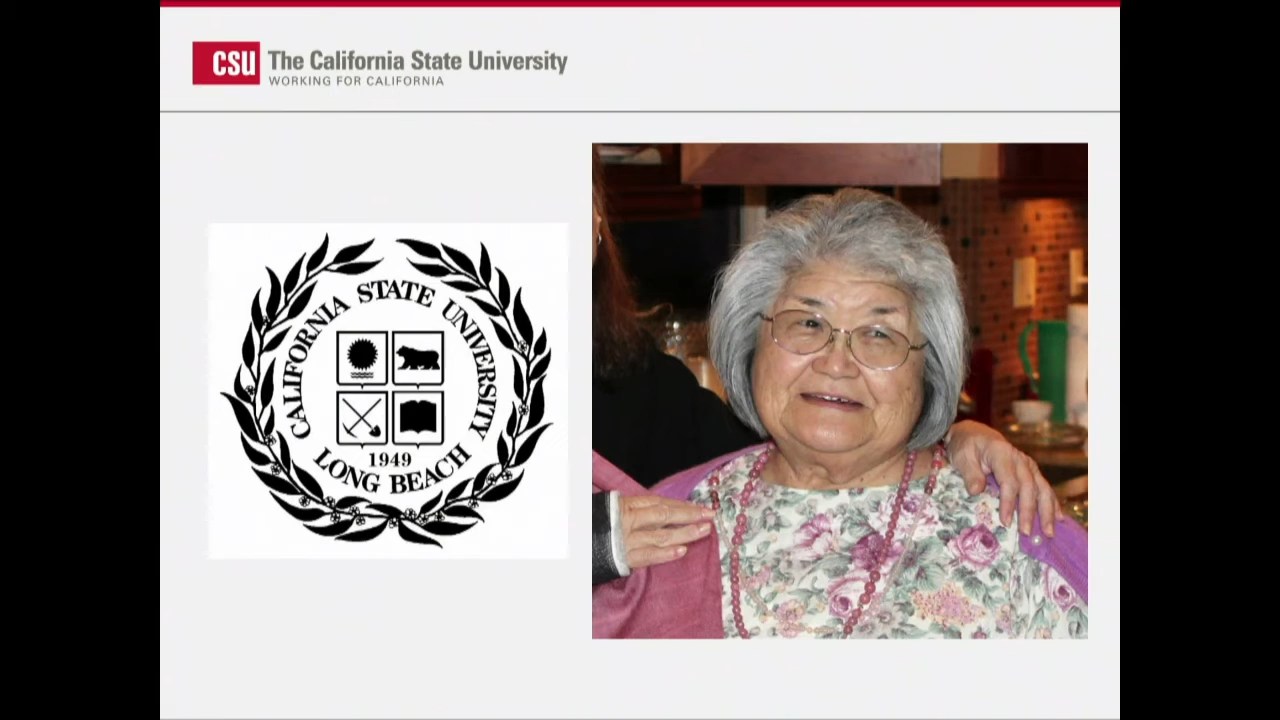 CSU The California State University
WORKING FOR CALIFORNIA
CALIFORNIA STATE UNIVERSITY
1949
LONG BEACH